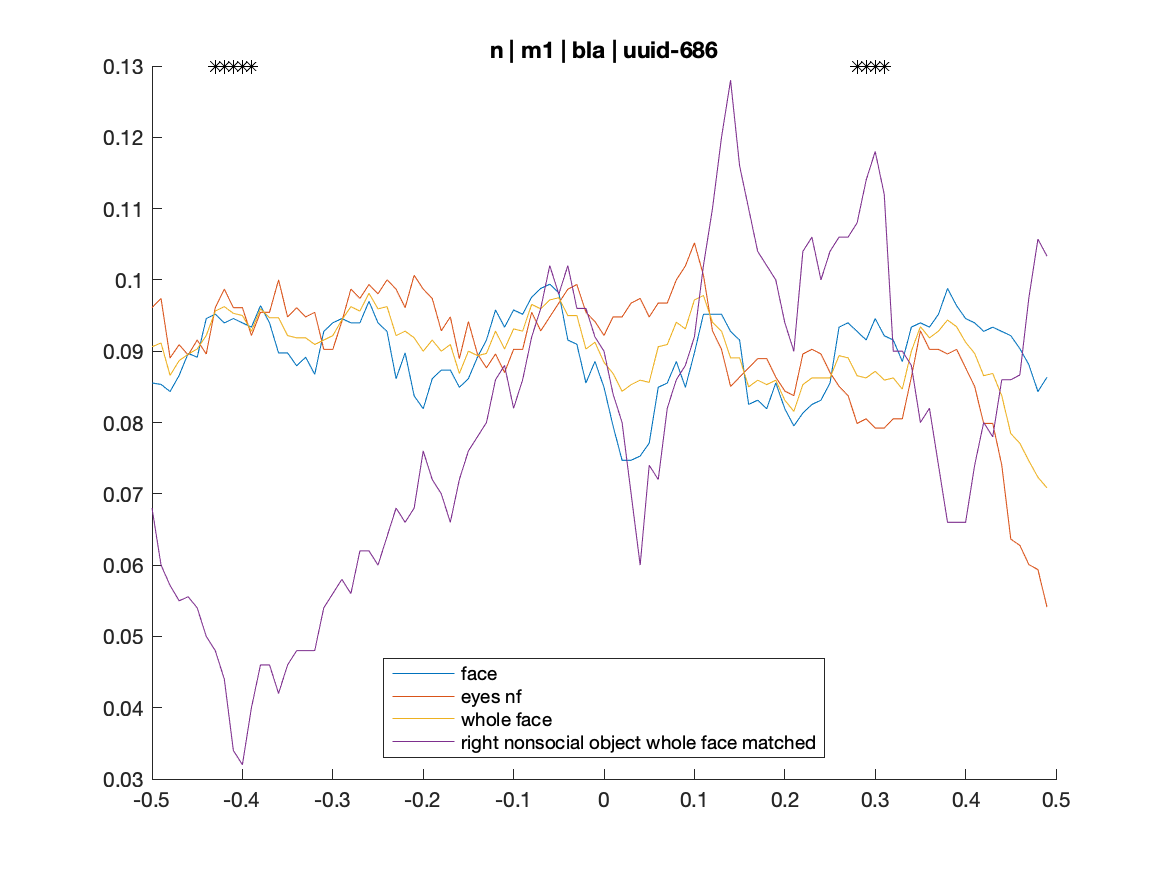 n | m1 | bla | uuid-686
0.13
0.12
0.11
0.1
0.09
0.08
0.07
0.06
0.05
0.04
0.03
face
eyes nf
whole face
right nonsocial object whole face matched
-0.5 -0.4 -0.3 -0.2 -0.1 0 0.1 0.2 0.3 0.4 0.5